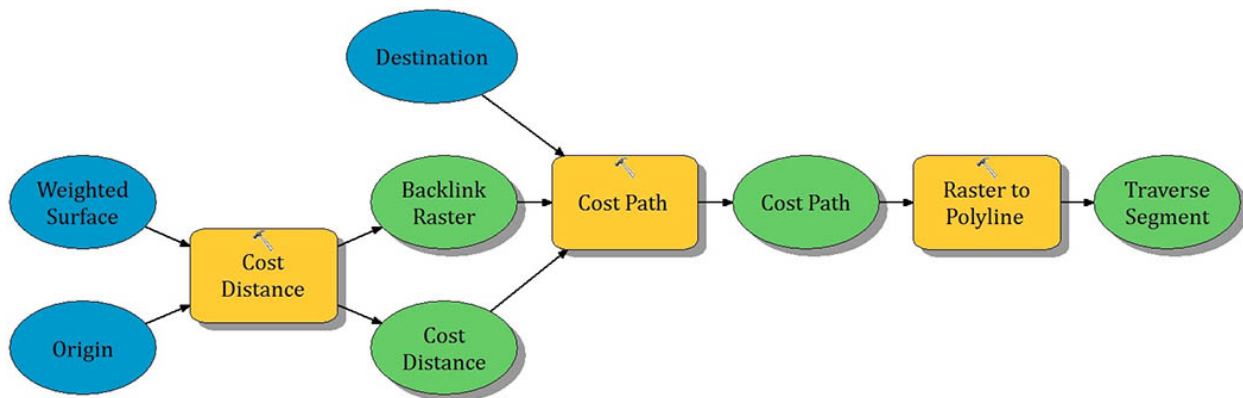 Destination
Weighted
Surface
Backlink
Raster
Cost Path
Cost Path
Raster to
Polyline
Traverse
Segment
Cost
Distance
Origin
Cost
Distance